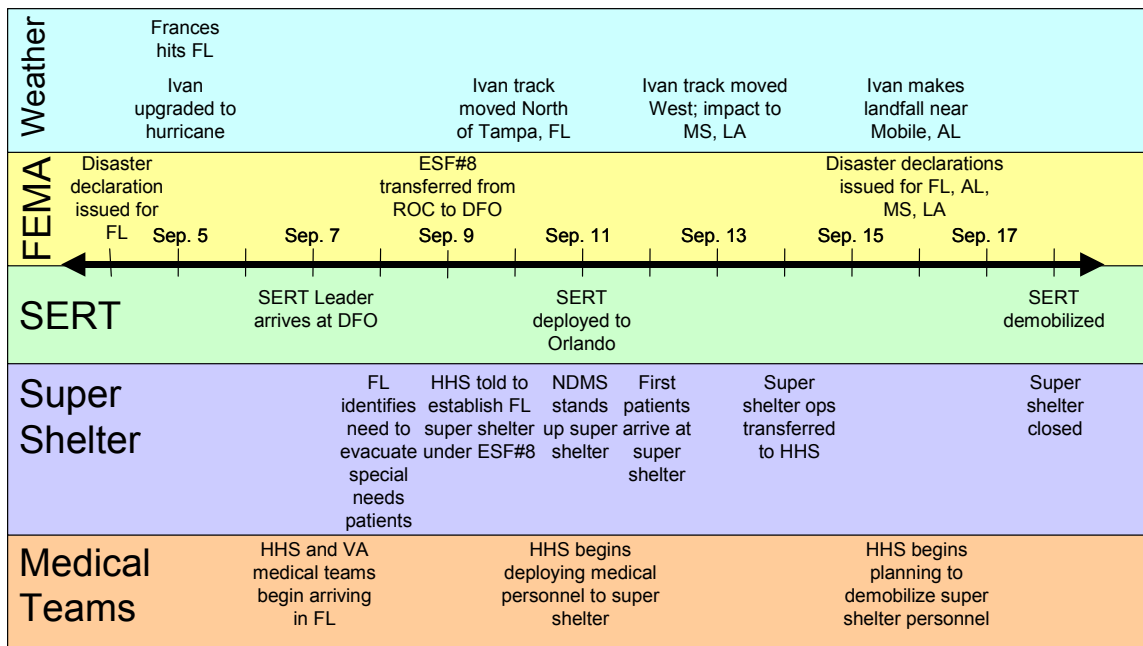 Weather
Frances
hits FL
Ivan
upgraded to
hurricane
Ivan track
moved North
of Tampa, FL
Ivan track moved
West; impact to
MS, LA
Ivan makes
landfall near
Mobile, AL
FEMA
Disaster
declaration
issued for
FL
ESF#8
transferred from
ROC to DFO
Disaster declarations
issued for FL, AL,
MS, LA
Sep. 5
Sep. 7
Sep. 9
Sep. 11
Sep. 13
Sep. 15
Sep. 17
SERT
SERT Leader
arrives at DFO
SERT
deployed to
Orlando
SERT
demobilized
Super
Shelter
FL
identifies
need to
evacuate
special
needs
patients
HHS told to
establish FL
super shelter
under ESF#8
NDMS
stands
up super
shelter
First
patients
arrive at
super
shelter
Super
shelter ops
transferred
to HHS
Super
shelter
closed
Medical
Teams
HHS and VA
medical teams
begin arriving
in FL
HHS begins
deploying medical
personnel to super
shelter
HHS begins
planning to
demobilize super
shelter personnel